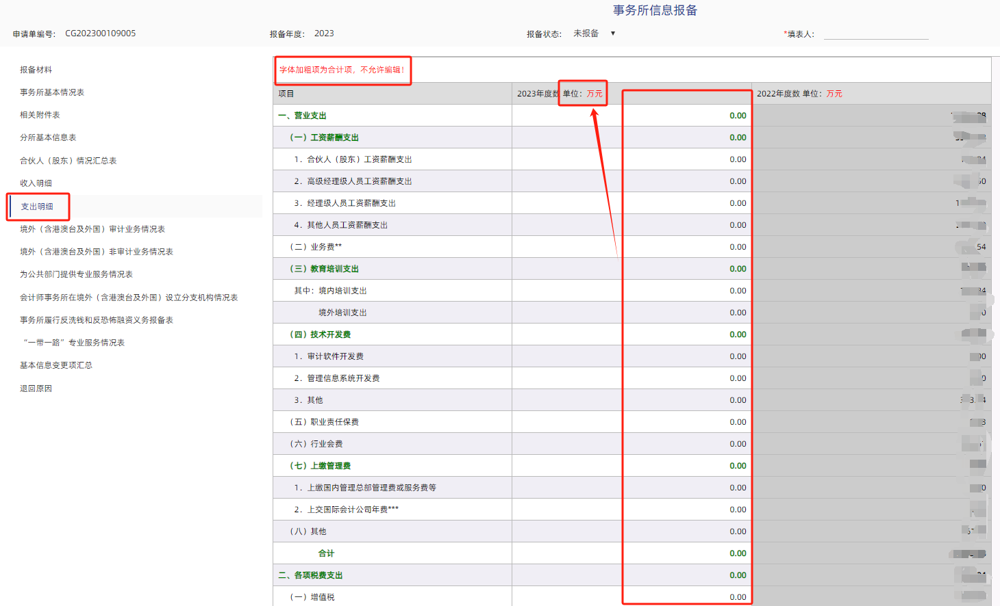 事务所信息报备
申请单编号： CG202300109005 报备年度： 2023 报备状态： 未报备 ▼ *填表人：
报备材料
事务所基本情况表
相关附件表
分所基本信息表
合伙人（股东）情况汇总表
收入明细
支出明细
境外（含港澳台及外国）审计业务情况表
境外（含港澳台及外国）非审计业务情况表
为公共部门提供专业服务情况表
会计师事务所在境外（含港澳台及外国）设立分支机构情况表
事务所履行反洗钱和反恐怖融资义务报备表
“一带一路”专业服务情况表
基本信息变更项汇总
退回原因
字体加粗项为合计项，不允许编辑！
项目 2023年度数 单位：万元 2022年度数 单位：万元
一、营业支出 0.00
（一）工资薪酬支出 0.00
1．合伙人（股东）工资薪酬支出 0.00
2．高级经理级人员工资薪酬支出 0.00
3．经理级人员工资薪酬支出 0.00
4．其他人员工资薪酬支出 0.00
（二）业务费** 0.00
（三）教育培训支出 0.00
其中：境内培训支出 0.00
境外培训支出 0.00
（四）技术开发费 0.00
1．审计软件开发费 0.00
2．管理信息系统开发费 0.00
3．其他 0.00
（五）职业责任保费 0.00
（六）行业会费 0.00
（七）上缴管理费 0.00
1．上缴国内管理总部管理费或服务费等 0.00
2．上交国际会计公司年费*** 0.00
（八）其他 0.00
合计 0.00
二、各项税费支出 0.00
（一）增值税 0.00